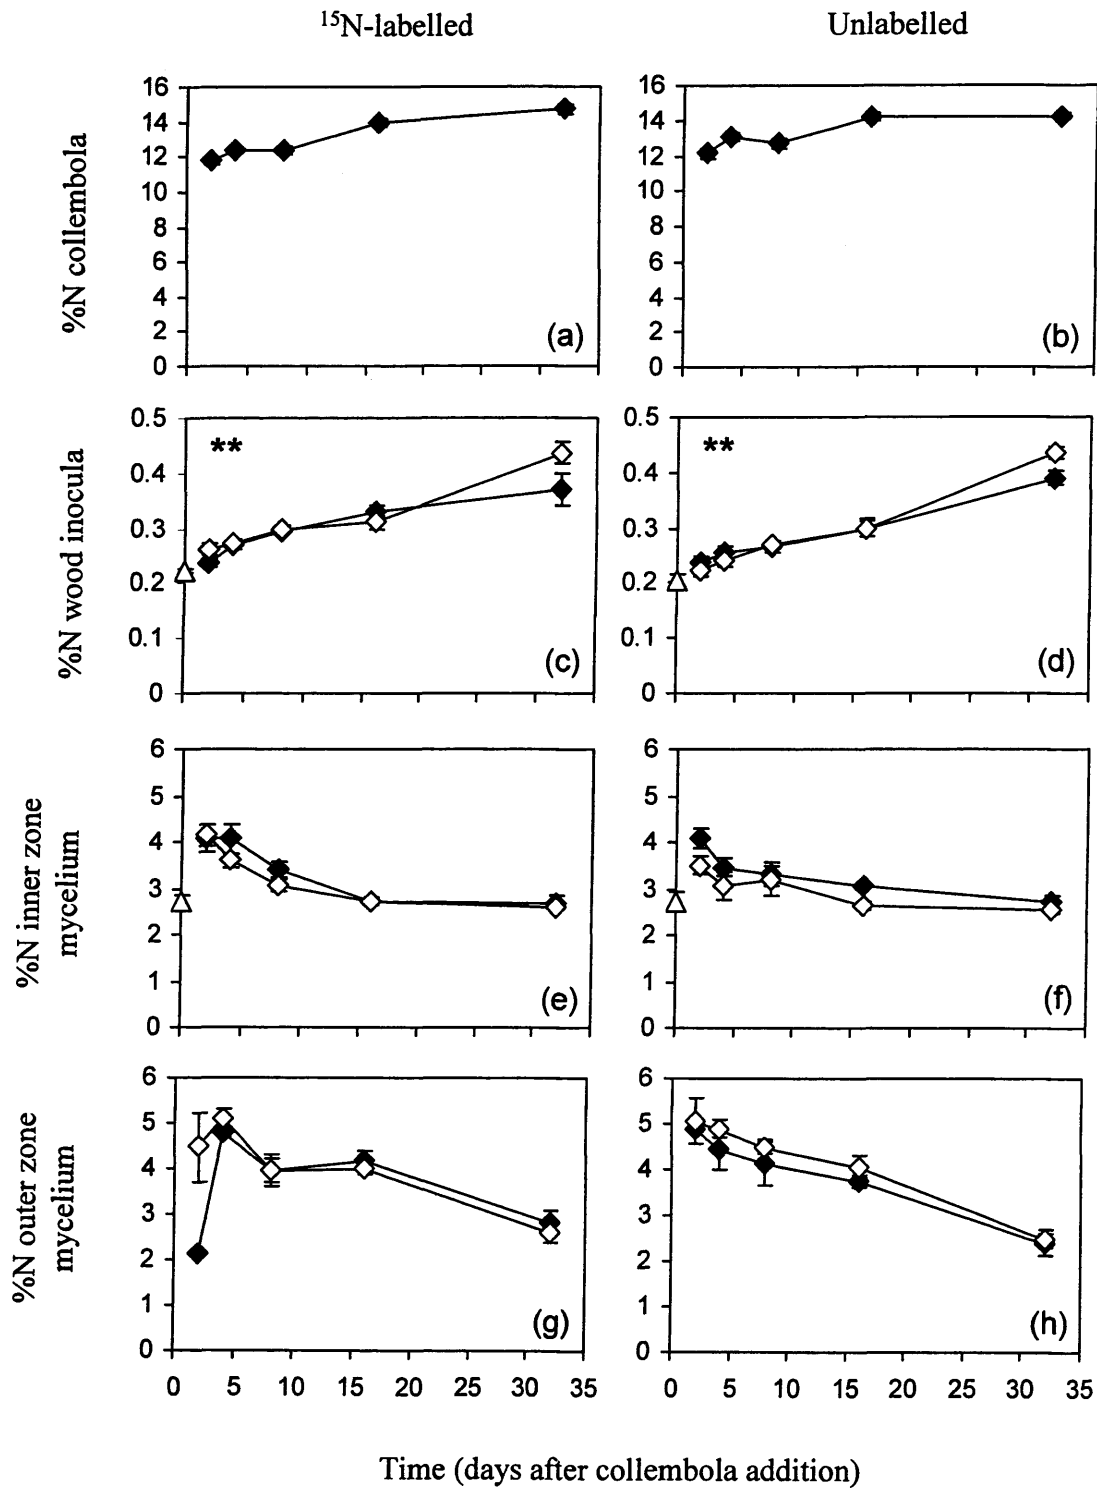 15N-labelled Unlabelled
%N collembola
16 16
14 14
12 12
10 10
8 8
6 6
4 4
2 2
0 0
(a) (b)
%N wood inocula
0.5 0.5
0.4 0.4
0.3 0.3
0.2 0.2
0.1 0.1
0 0
** **
(c) (d)
%N inner zone
mycelium
6 6
5 5
4 4
3 3
2 2
1 1
0 0
(e) (f)
%N outer zone
mycelium
6 6
5 5
4 4
3 3
2 2
1 1
0 0
(g) (h)
0 5 10 15 20 25 30 35 0 5 10 15 20 25 30 35
Time (days after collembola addition)